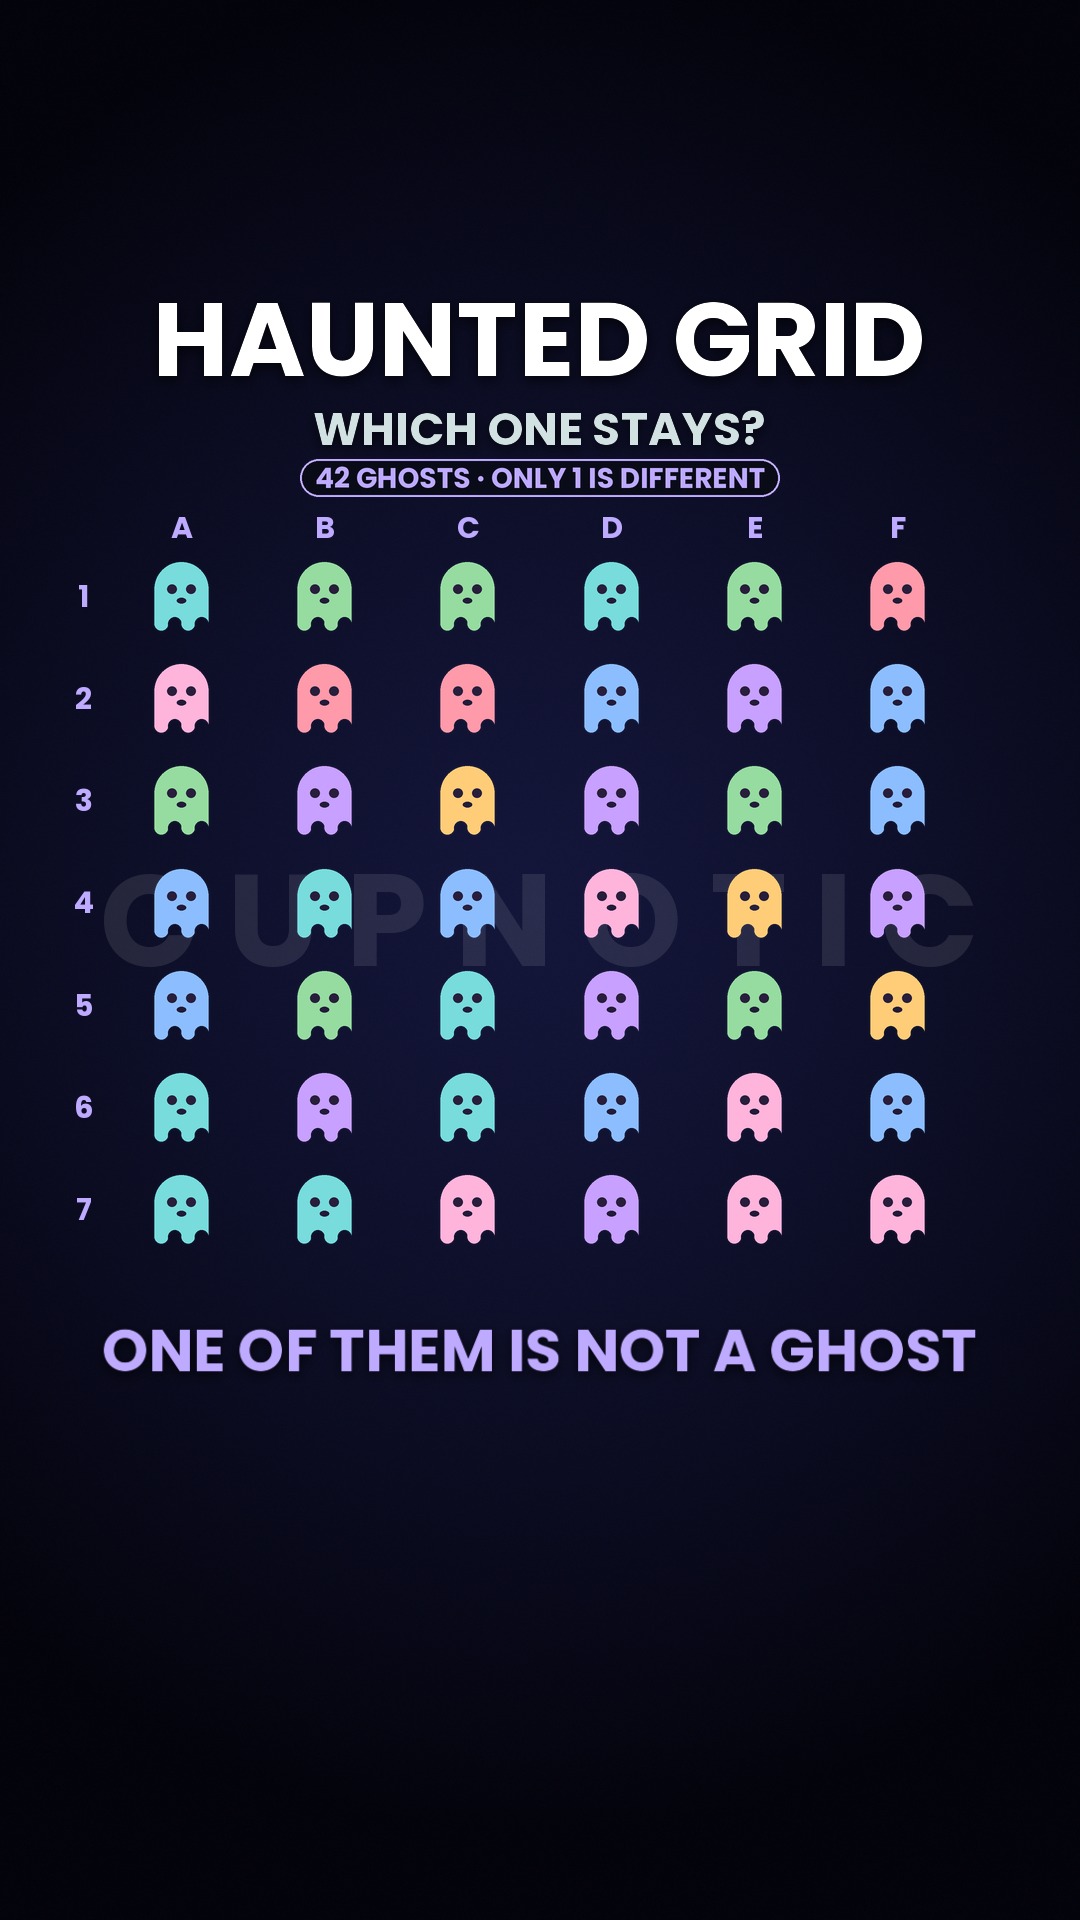 HAUNTED GRID
WHICH ONE STAYS?
42 GHOSTS · ONLY 1 IS DIFFERENT
A B C D E F
1
2
3
4
OUPNOTIC
5
6
7
ONE OF THEM IS NOT A GHOST